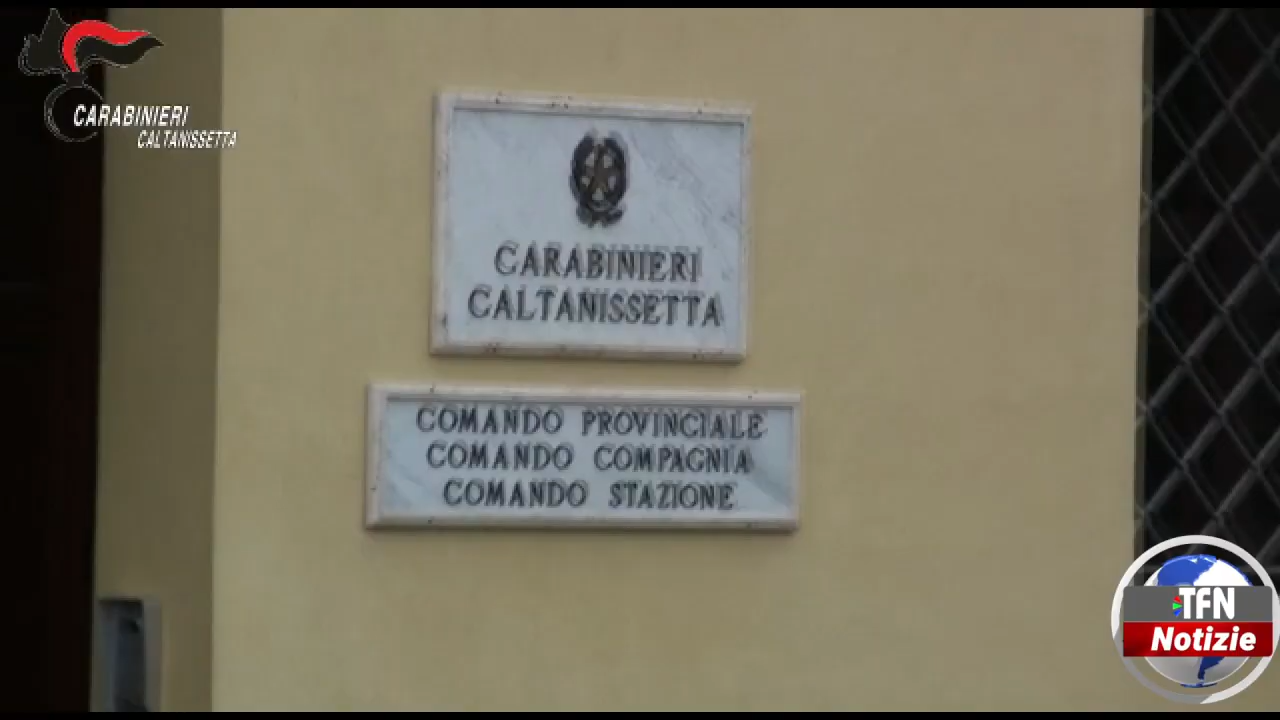 CARABINIERI
CALTANISSETTA
CARABINIERI
CALTANISSETTA
COMANDO PROVINCIALE
COMANDO COMPAGNIA
COMANDO STAZIONE
TFN
Notizie